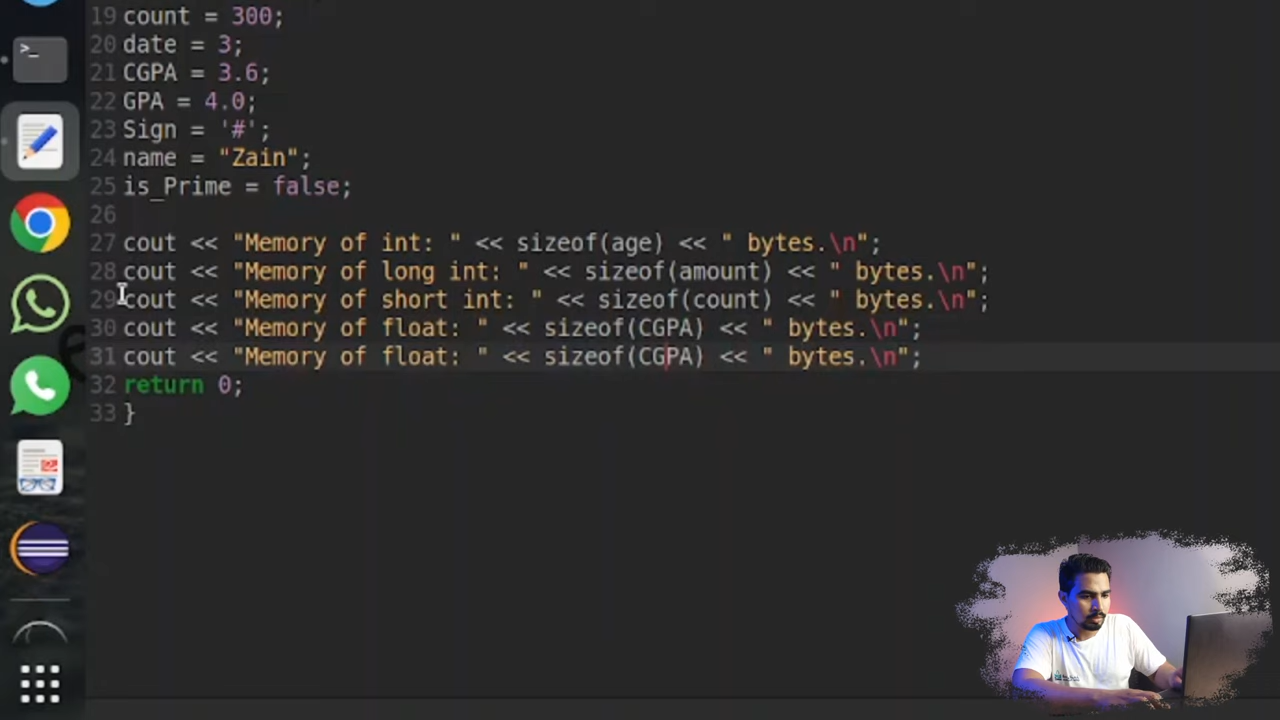 19 count = 300;
20 date = 3;
21 CGPA = 3.6;
22 GPA = 4.0;
23 Sign = '#';
24 name = "Zain";
25 is_Prime = false;
26
27 cout << "Memory of int: " << sizeof(age) << " bytes.\n";
28 cout << "Memory of long int: " << sizeof(amount) << " bytes.\n";
29 cout << "Memory of short int: " << sizeof(count) << " bytes.\n";
30 cout << "Memory of float: " << sizeof(CGPA) << " bytes.\n";
31 cout << "Memory of float: " << sizeof(CGPA) << " bytes.\n";
32 return 0;
33 }